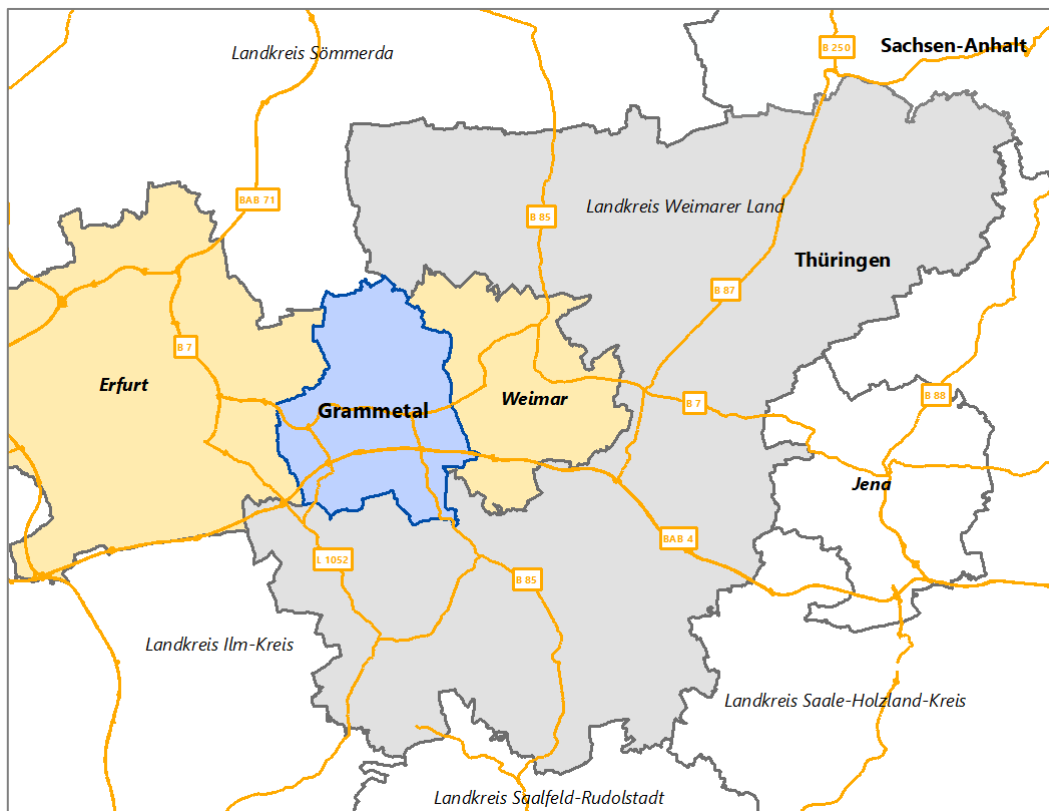 B 250
Sachsen-Anhalt
Landkreis Sömmerda
BAB 71
Landkreis Weimarer Land
B 85
Thüringen
B 87
B 7
Erfurt
Grammetal
Weimar
B 7
B 88
Jena
BAB 4
L 1052
B 85
Landkreis Ilm-Kreis
Landkreis Saale-Holzland-Kreis
Landkreis Saalfeld-Rudolstadt